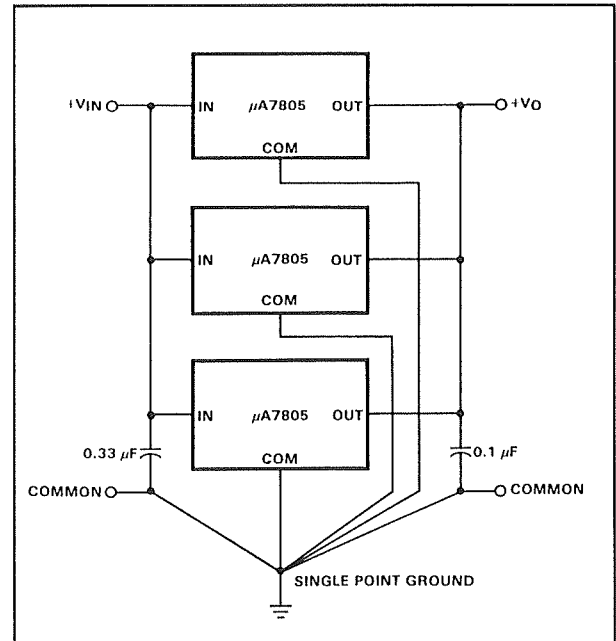 +VIN
IN μA7805 OUT
+VO
COM
IN μA7805 OUT
COM
IN μA7805 OUT
COM
0.33 μF
0.1 μF
COMMON
COMMON
SINGLE POINT GROUND